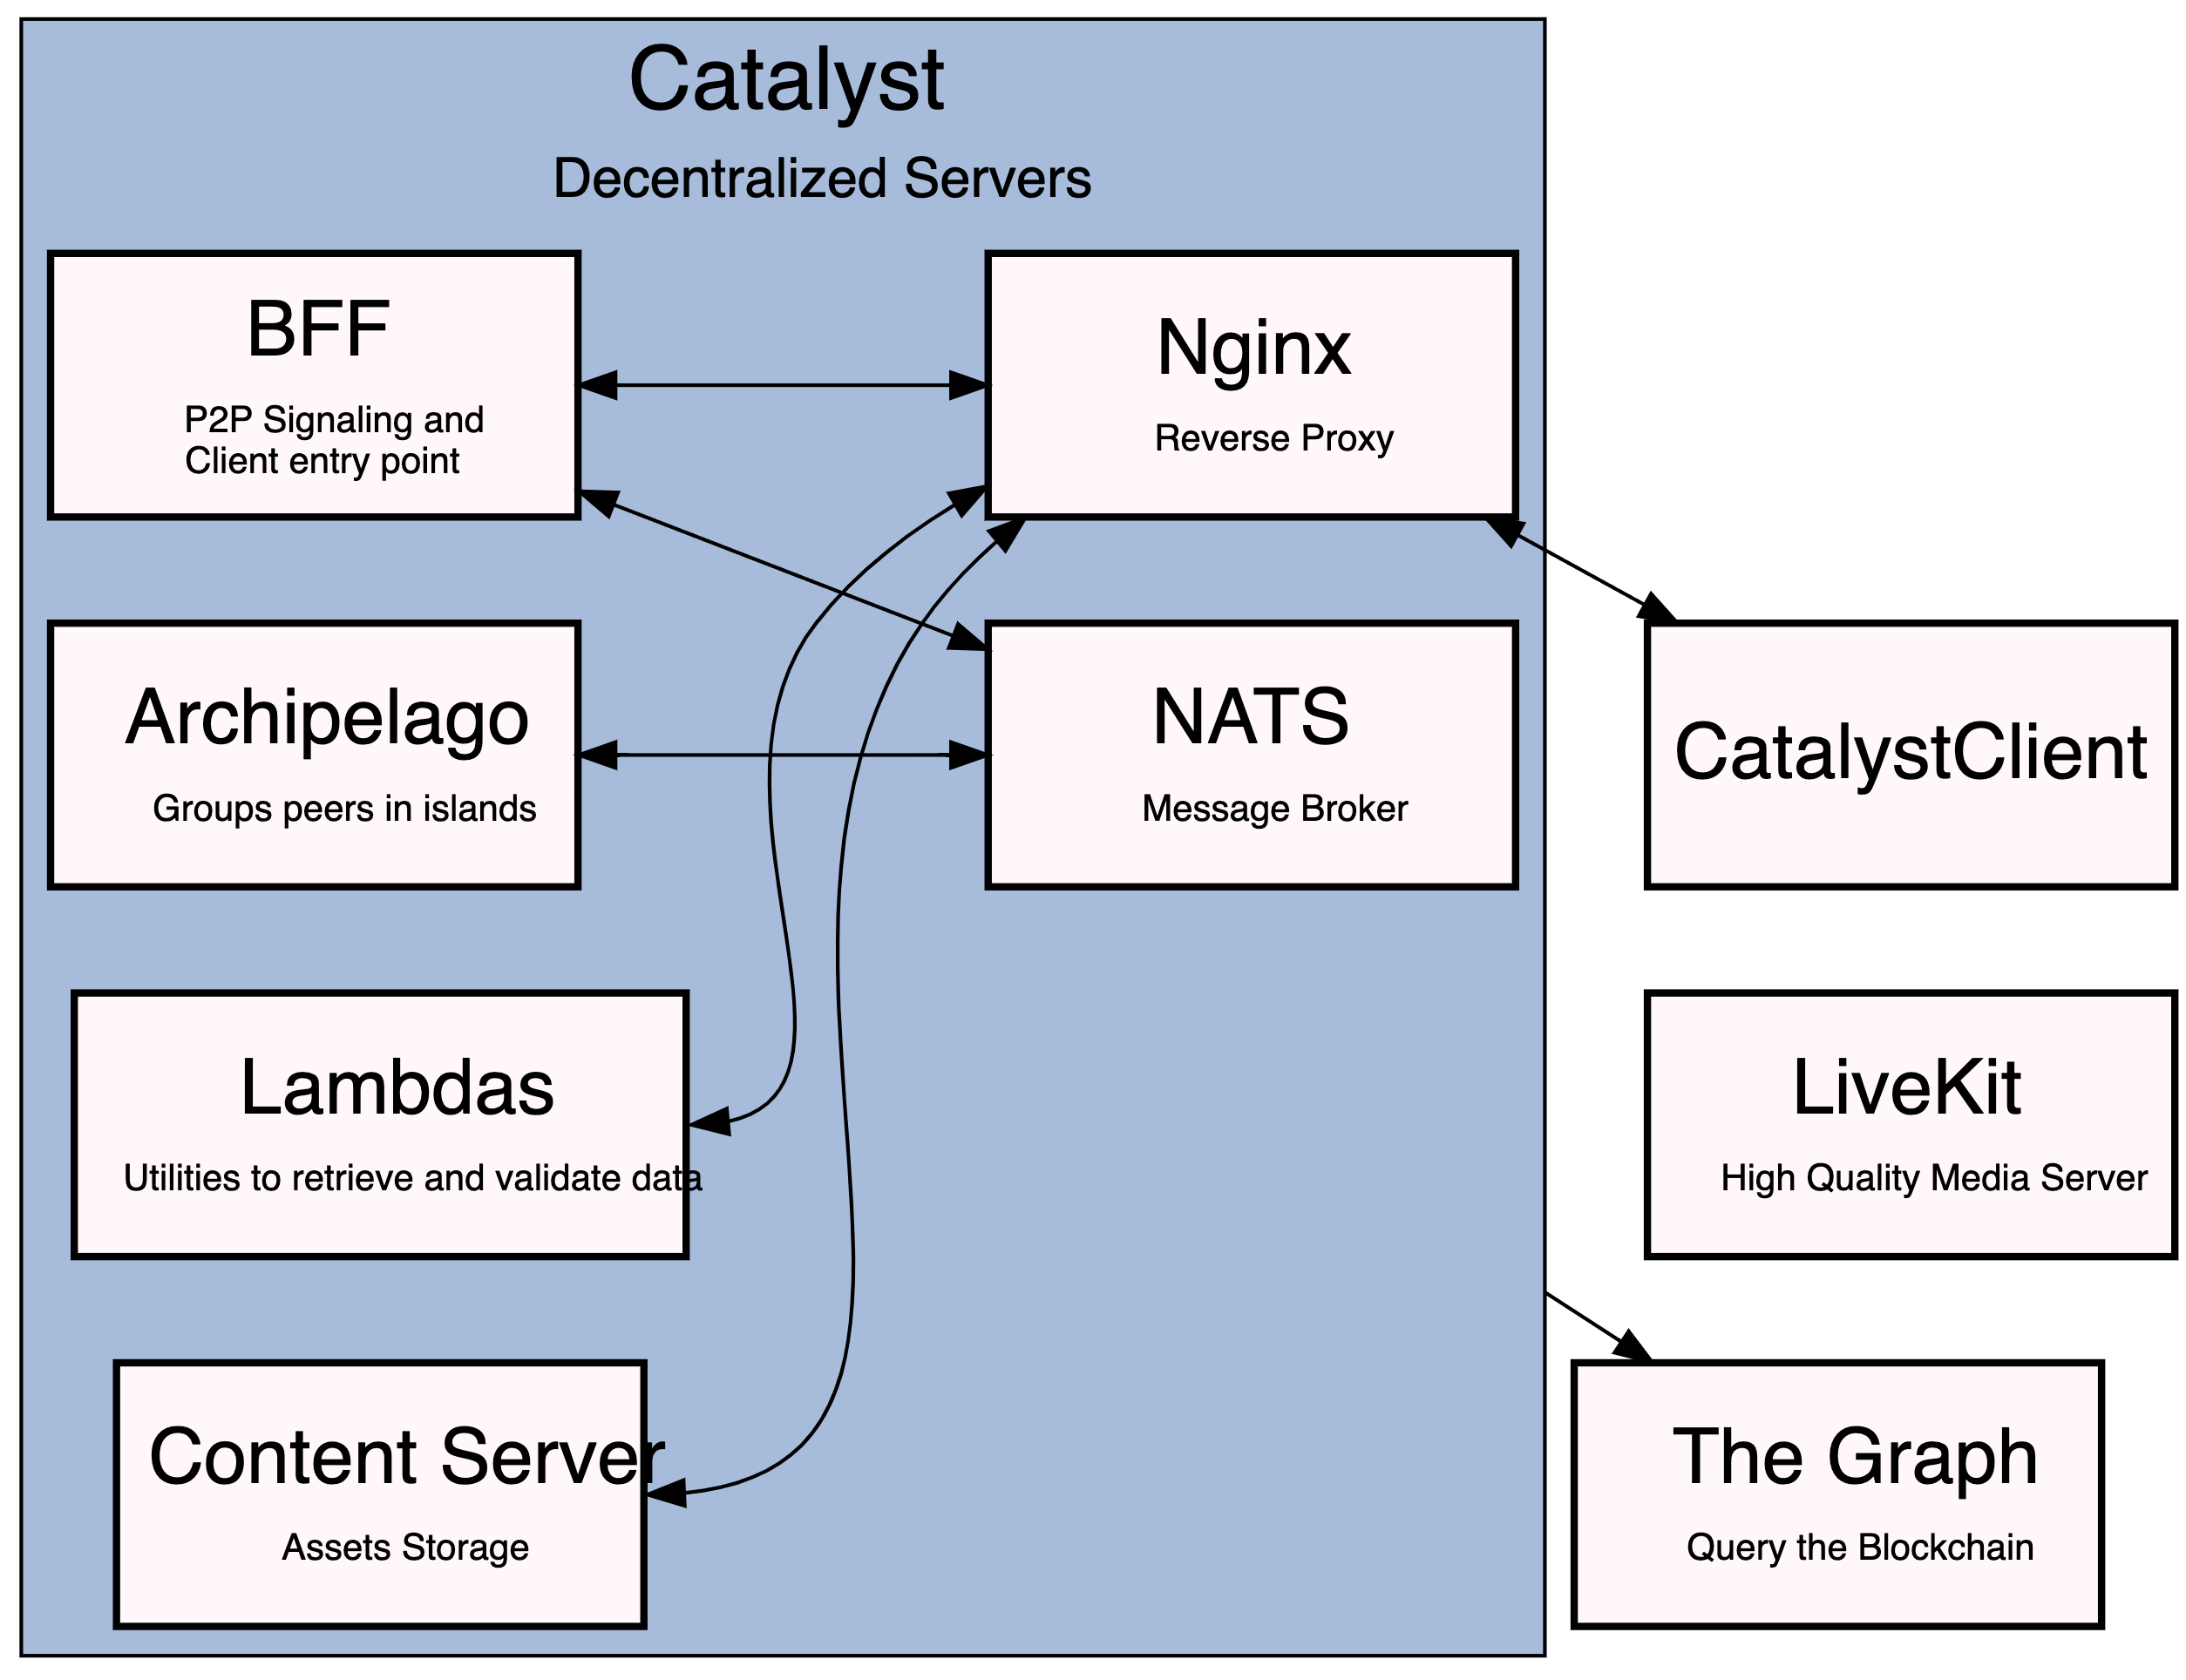 Catalyst
Decentralized Servers
BFF
P2P Signaling and
Client entry point
Nginx
Reverse Proxy
Archipelago
Groups peers in islands
NATS
Message Broker
CatalystClient
Lambdas
Utilities to retrieve and validate data
LiveKit
High Quality Media Server
Content Server
Assets Storage
The Graph
Query the Blockchain